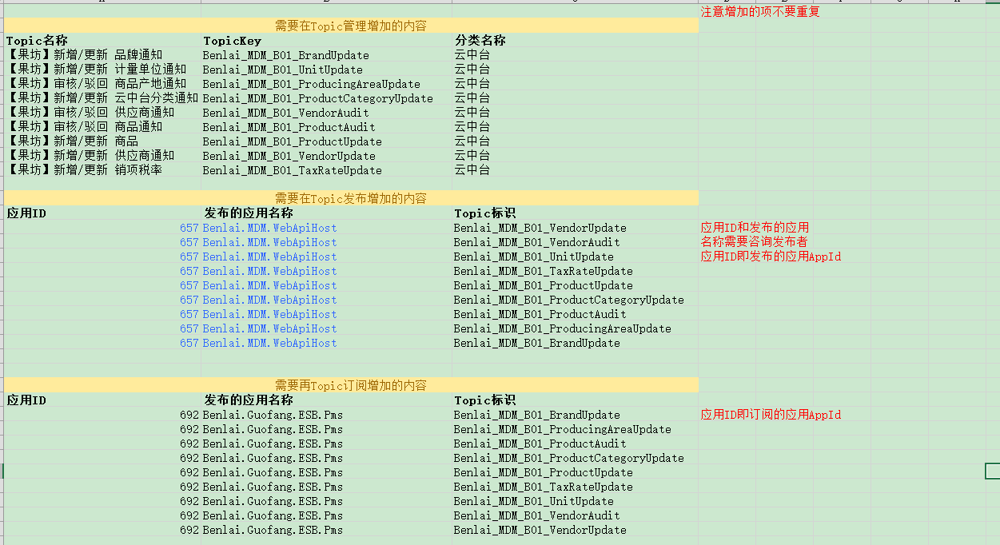 注意增加的项不要重复
需要在Topic管理增加的内容
Topic名称 TopicKey 分类名称
【果坊】新增/更新 品牌通知 Benlai_MDM_B01_BrandUpdate 云中台
【果坊】新增/更新 计量单位通知 Benlai_MDM_B01_UnitUpdate 云中台
【果坊】审核/驳回 商品产地通知 Benlai_MDM_B01_ProducingAreaUpdate 云中台
【果坊】新增/更新 云中台分类通知 Benlai_MDM_B01_ProductCategoryUpdate 云中台
【果坊】审核/驳回 供应商通知 Benlai_MDM_B01_VendorAudit 云中台
【果坊】审核/驳回 商品通知 Benlai_MDM_B01_ProductAudit 云中台
【果坊】新增/更新 商品 Benlai_MDM_B01_ProductUpdate 云中台
【果坊】新增/更新 供应商通知 Benlai_MDM_B01_VendorUpdate 云中台
【果坊】新增/更新 销项税率 Benlai_MDM_B01_TaxRateUpdate 云中台
需要在Topic发布增加的内容
应用ID 发布的应用名称 Topic标识
657 Benlai.MDM.WebApiHost Benlai_MDM_B01_VendorUpdate 应用ID和发布的应用
657 Benlai.MDM.WebApiHost Benlai_MDM_B01_VendorAudit 名称需要咨询发布者
657 Benlai.MDM.WebApiHost Benlai_MDM_B01_UnitUpdate 应用ID即发布的应用AppId
657 Benlai.MDM.WebApiHost Benlai_MDM_B01_TaxRateUpdate
657 Benlai.MDM.WebApiHost Benlai_MDM_B01_ProductUpdate
657 Benlai.MDM.WebApiHost Benlai_MDM_B01_ProductCategoryUpdate
657 Benlai.MDM.WebApiHost Benlai_MDM_B01_ProductAudit
657 Benlai.MDM.WebApiHost Benlai_MDM_B01_ProducingAreaUpdate
657 Benlai.MDM.WebApiHost Benlai_MDM_B01_BrandUpdate
需要再Topic订阅增加的内容
应用ID 发布的应用名称 Topic标识
692 Benlai.Guofang.ESB.Pms Benlai_MDM_B01_BrandUpdate 应用ID即订阅的应用AppId
692 Benlai.Guofang.ESB.Pms Benlai_MDM_B01_ProducingAreaUpdate
692 Benlai.Guofang.ESB.Pms Benlai_MDM_B01_ProductAudit
692 Benlai.Guofang.ESB.Pms Benlai_MDM_B01_ProductCategoryUpdate
692 Benlai.Guofang.ESB.Pms Benlai_MDM_B01_ProductUpdate
692 Benlai.Guofang.ESB.Pms Benlai_MDM_B01_TaxRateUpdate
692 Benlai.Guofang.ESB.Pms Benlai_MDM_B01_UnitUpdate
692 Benlai.Guofang.ESB.Pms Benlai_MDM_B01_VendorAudit
692 Benlai.Guofang.ESB.Pms Benlai_MDM_B01_VendorUpdate